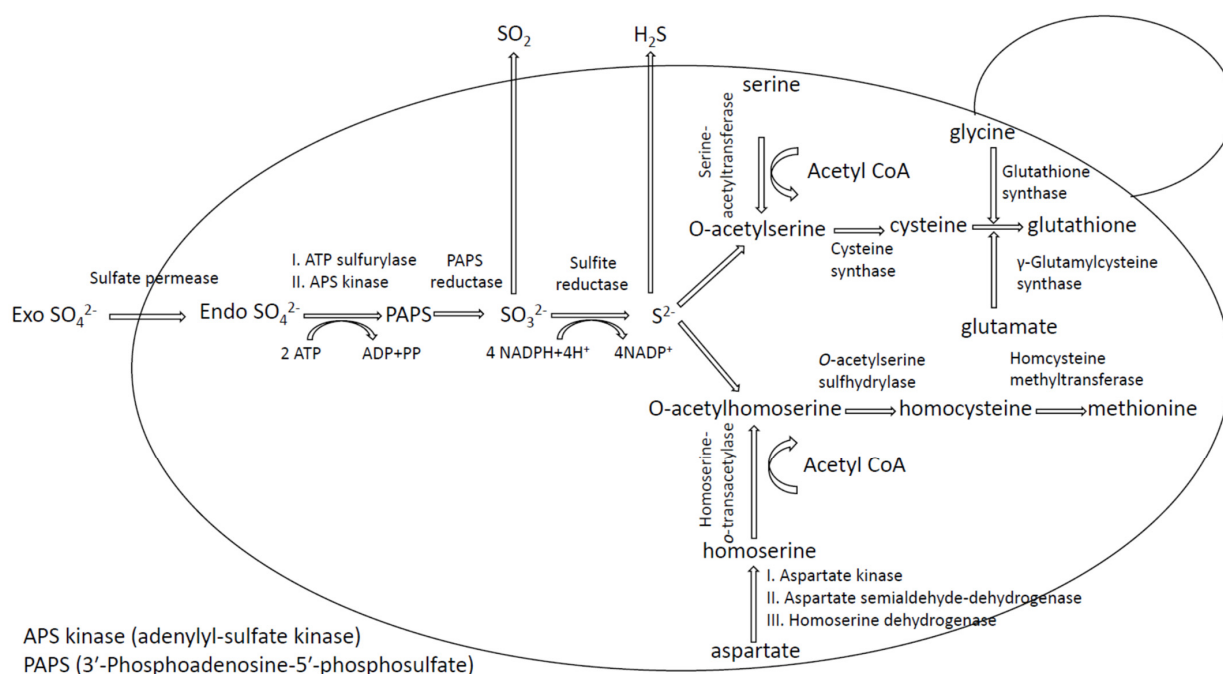 SO₂
H₂S
serine
Serine-
acetyltransferase
Acetyl CoA
glycine
Glutathione
synthase
O-acetylserine
cysteine
glutathione
Cysteine
synthase
γ-Glutamylcysteine
synthase
glutamate
Sulfate permease
I. ATP sulfurylase
II. APS kinase
PAPS
reductase
Sulfite
reductase
Exo SO₄²⁻
Endo SO₄²⁻
PAPS
SO₃²⁻
S²⁻
2 ATP
ADP+PP
4 NADPH+4H⁺
4NADP⁺
O-acetylserine
sulfhydrylase
Homcysteine
methyltransferase
O-acetylhomoserine
homocysteine
methionine
Homoserine-
o-transacetylase
Acetyl CoA
homoserine
I. Aspartate kinase
II. Aspartate semialdehyde-dehydrogenase
III. Homoserine dehydrogenase
aspartate
APS kinase (adenylyl-sulfate kinase)
PAPS (3′-Phosphoadenosine-5′-phosphosulfate)